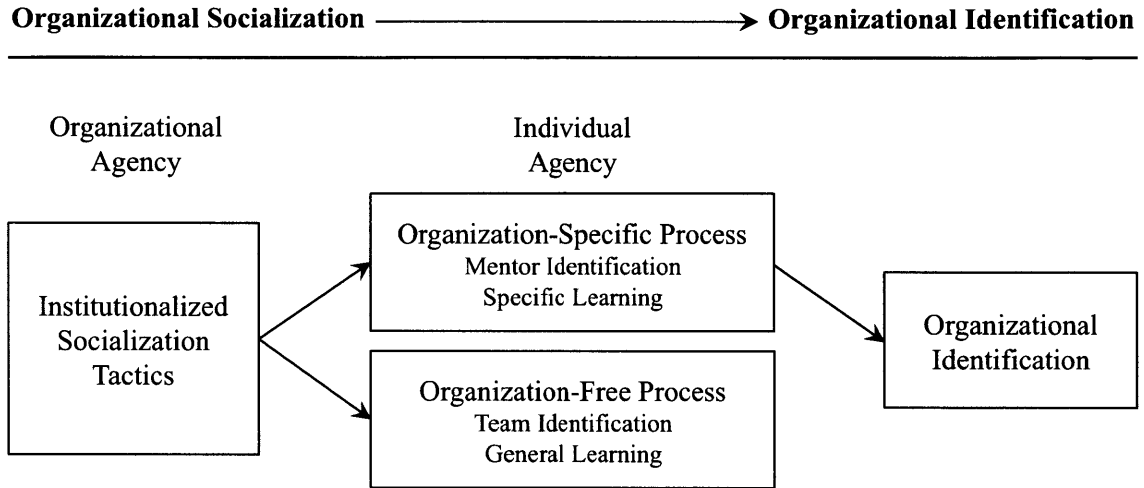 Organizational Socialization
Organizational Identification
Organizational
Agency
Individual
Agency
Institutionalized
Socialization
Tactics
Organization-Specific Process
Mentor Identification
Specific Learning
Organization-Free Process
Team Identification
General Learning
Organizational
Identification